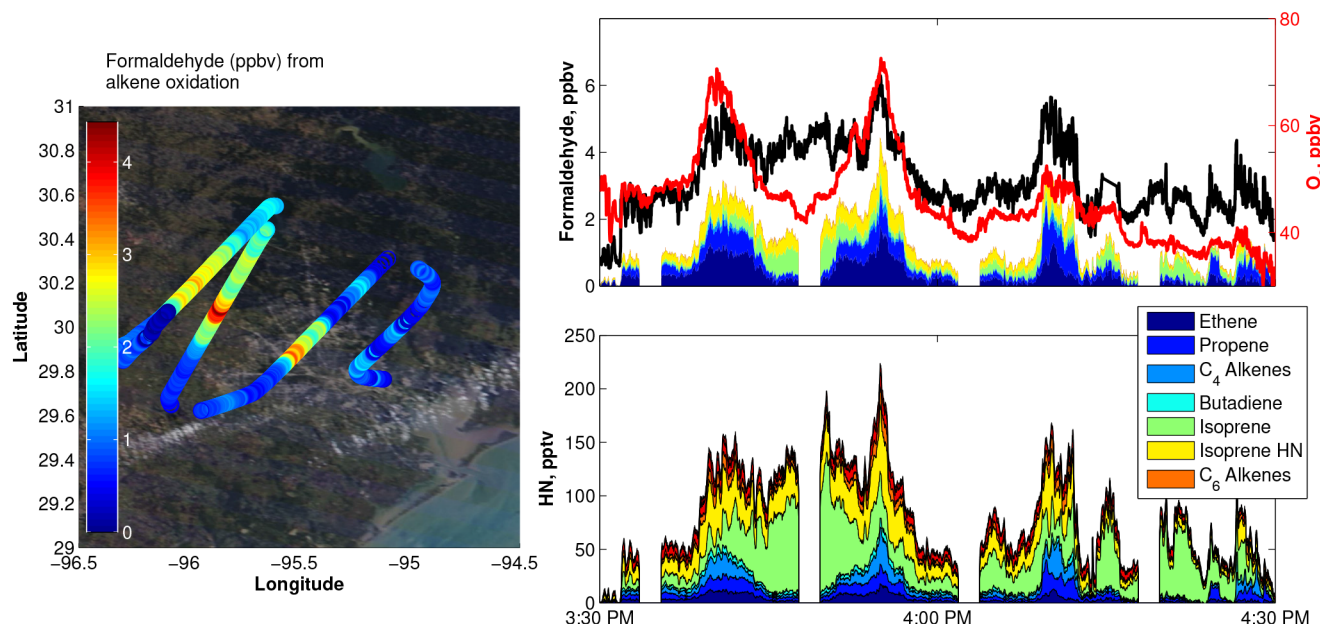 Formaldehyde (ppbv) from
alkene oxidation
31
30.8
30.6
30.4
30.2
30
29.8
29.6
29.4
29.2
29
Latitude
4
3
2
1
0
−96.5
−96
−95.5
−95
−94.5
Longitude
Formaldehyde, ppbv
6
4
2
0
80
60
40
ppbv
HN, pptv
250
200
150
100
50
0
3:30 PM
4:00 PM
4:30 PM
Ethene
Propene
C4 Alkenes
Butadiene
Isoprene
Isoprene HN
C6 Alkenes